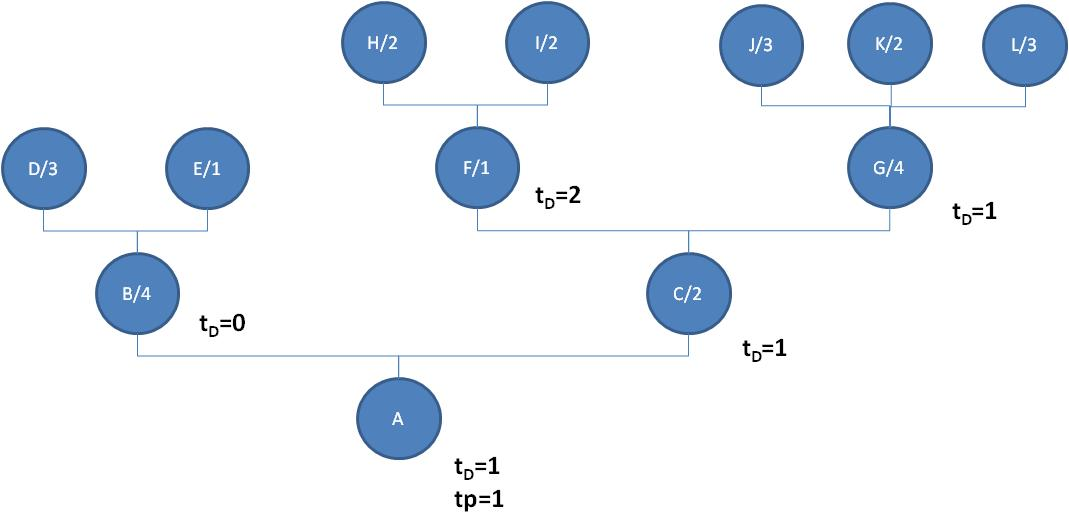 H/2 I/2 J/3 K/2 L/3
D/3 E/1 F/1 G/4
tD=2
tD=1
B/4 C/2
tD=0
tD=1
A
tD=1
tp=1